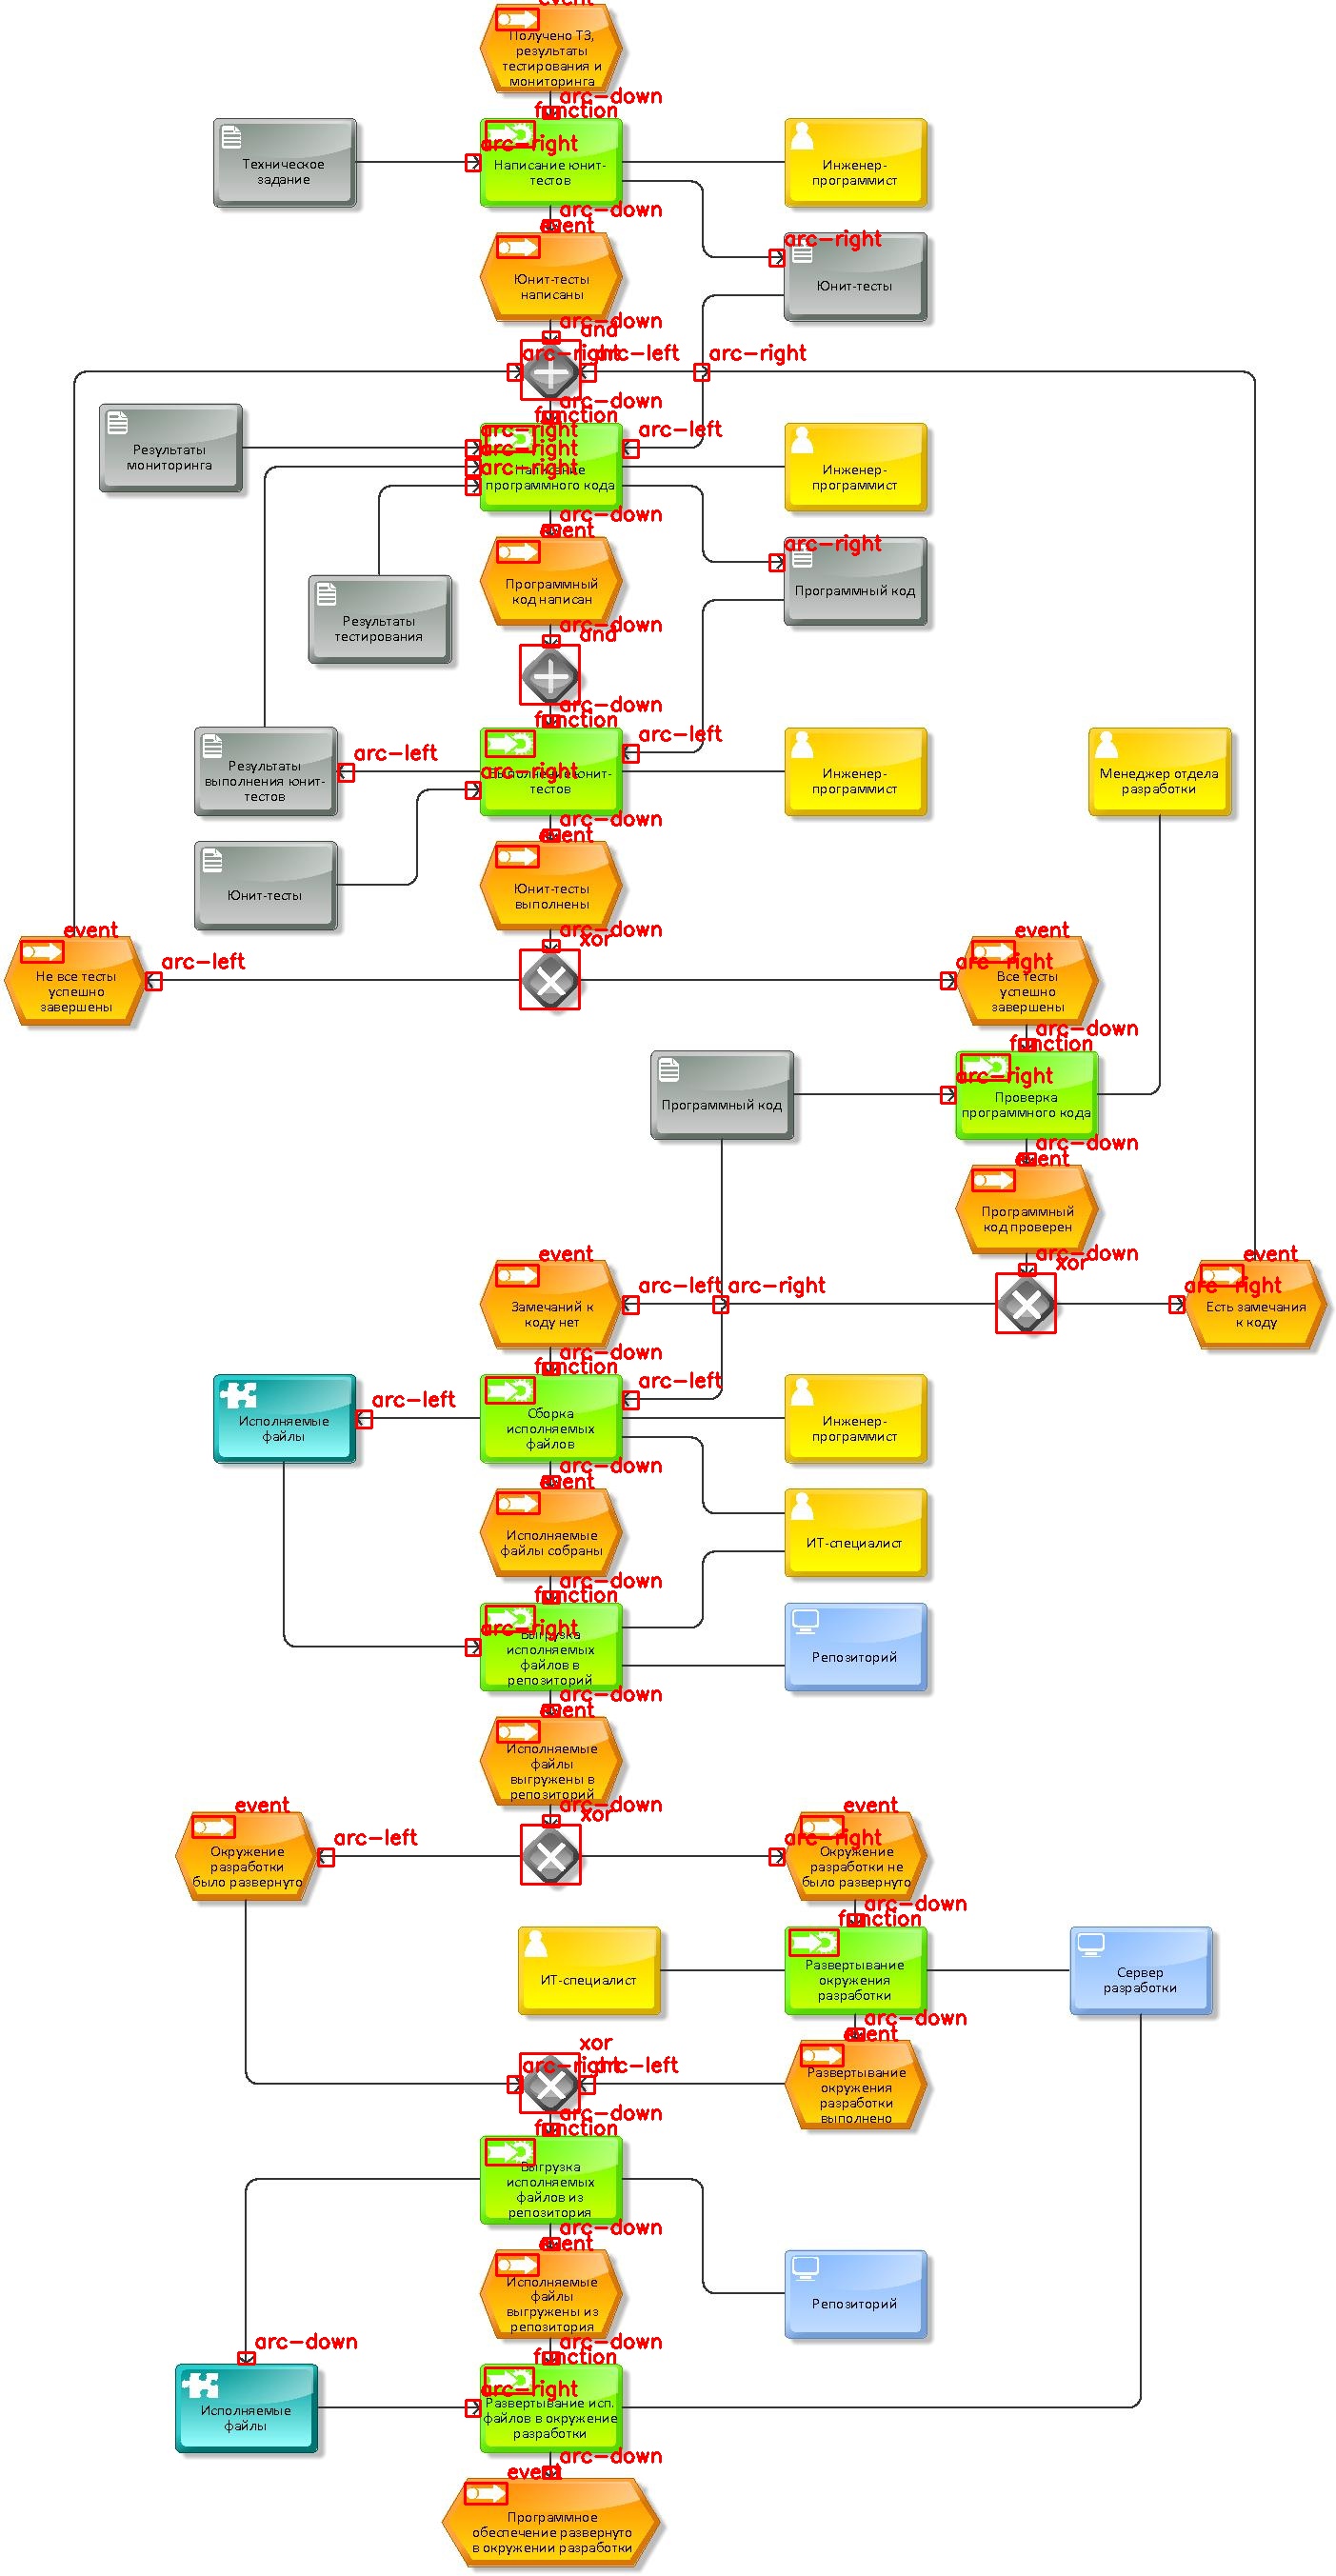 event
Получено ТЗ,
результаты
тестирования и
мониторинга
arc-down
function
Техническое
задание
arc-right
Написание юнит-
тестов
Инженер-
программист
arc-down
event
Юнит-тесты
написаны
arc-right
Юнит-тесты
arc-down
and
arc-right
arc-left
arc-right
arc-down
function
Результаты
мониторинга
arc-right
arc-right
arc-right
arc-left
Написание
программного кода
Инженер-
программист
arc-down
event
Программный
код написан
arc-right
Программный код
Результаты
тестирования
arc-down
and
arc-down
function
Результаты
выполнения юнит-
тестов
arc-left
arc-right
Выполнение юнит-
тестов
arc-left
Инженер-
программист
Менеджер отдела
разработки
arc-down
event
Юнит-тесты
Юнит-тесты
выполнены
arc-down
xor
event
Не все тесты
успешно
завершены
arc-left
event
arc-right
Все тесты
успешно
завершены
arc-down
function
Программный код
arc-right
Проверка
программного кода
arc-down
event
Программный
код проверен
arc-down
xor
event
Замечаний к
коду нет
arc-left
arc-right
event
arc-right
Есть замечания
к коду
arc-down
function
Исполняемые
файлы
arc-left
Сборка
исполняемых
файлов
arc-left
Инженер-
программист
arc-down
event
Исполняемые
файлы собраны
ИТ-специалист
arc-down
function
arc-right
Выгрузка
исполняемых
файлов в
репозиторий
Репозиторий
arc-down
event
Исполняемые
файлы
выгружены в
репозиторий
arc-down
xor
event
Окружение
разработки
было развернуто
arc-left
event
arc-right
Окружение
разработки не
было развернуто
arc-down
function
ИТ-специалист
Развертывание
окружения
разработки
Сервер
разработки
arc-down
event
xor
arc-right
arc-left
Развертывание
окружения
разработки
выполнено
arc-down
function
Выгрузка
исполняемых
файлов из
репозитория
arc-down
event
Исполняемые
файлы
выгружены из
репозитория
Репозиторий
arc-down
arc-down
function
Исполняемые
файлы
arc-right
Развертывание исп.
файлов в окружение
разработки
arc-down
event
Программное
обеспечение развернуто
в окружении разработки